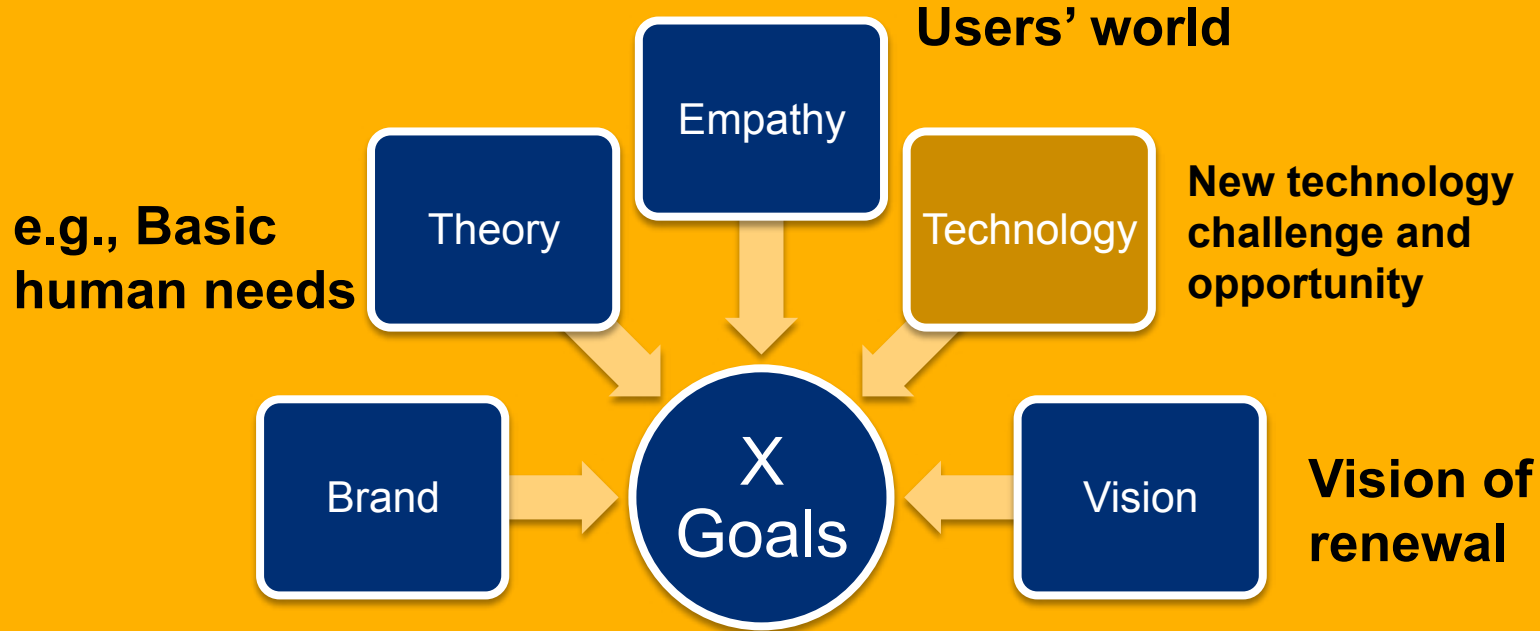 Users’ world
Empathy
e.g., Basic
human needs
Theory
Technology
New technology
challenge and
opportunity
Brand
X
Goals
Vision
Vision of
renewal